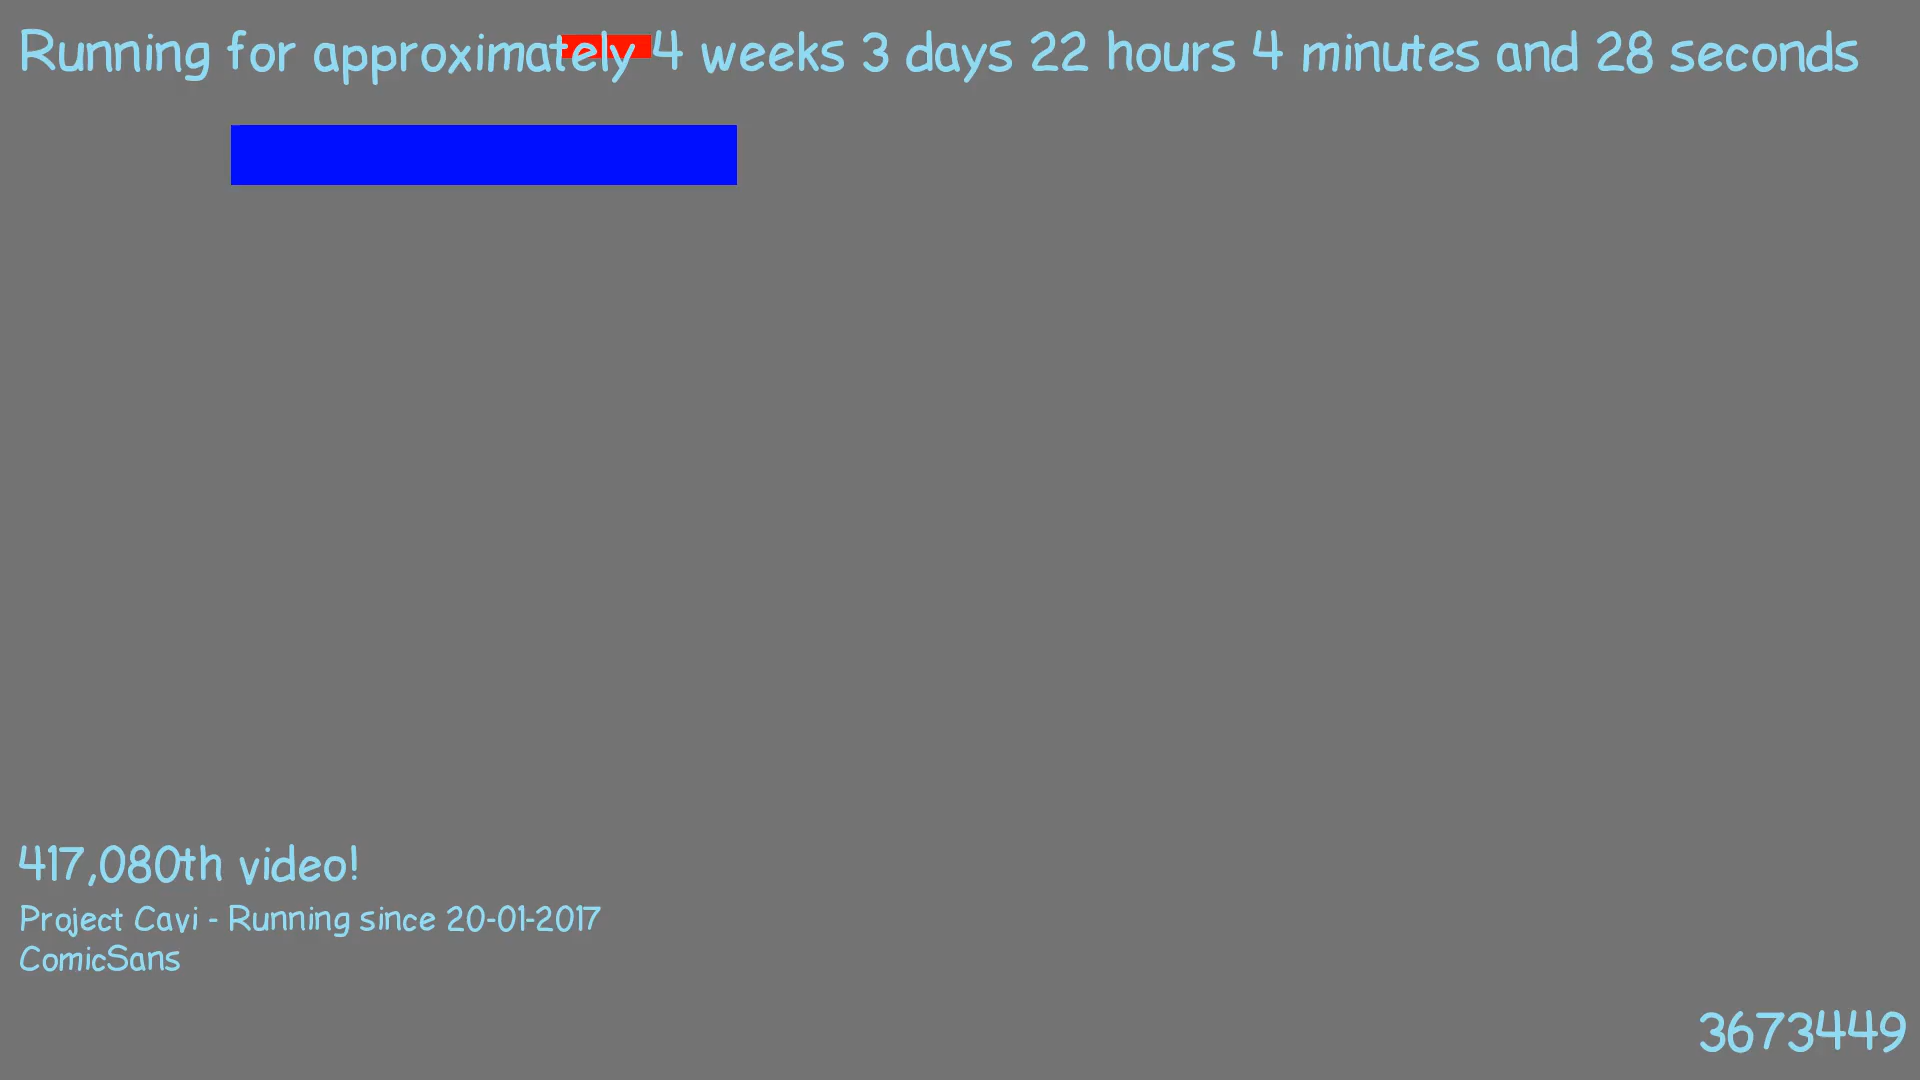 Running for approximately 4 weeks 3 days 22 hours 4 minutes and 28 seconds
417,080th video!
Project Cavi - Running since 20-01-2017
ComicSans
3673449